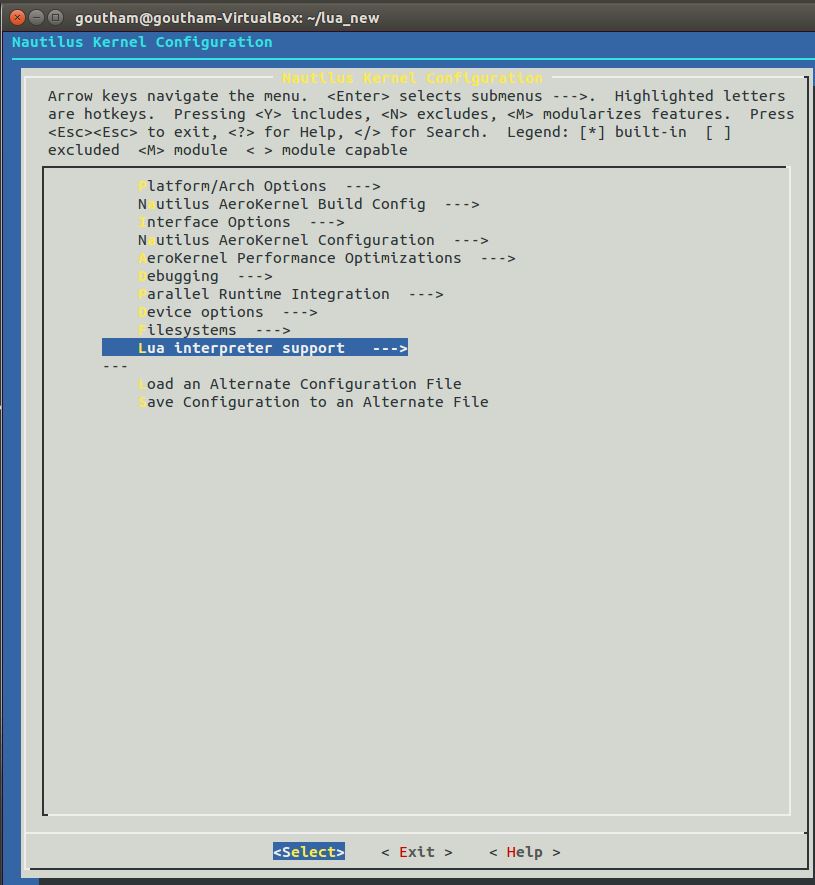 goutham@goutham-VirtualBox: ~/lua_new
Nautilus Kernel Configuration
Nautilus Kernel Configuration
Arrow keys navigate the menu.  <Enter> selects submenus --->.  Highlighted letters
are hotkeys.  Pressing <Y> includes, <N> excludes, <M> modularizes features.  Press
<Esc><Esc> to exit, <?> for Help, </> for Search.  Legend: [*] built-in  [ ]
excluded  <M> module  < > module capable
Platform/Arch Options  --->
Nautilus AeroKernel Build Config  --->
Interface Options  --->
Nautilus AeroKernel Configuration  --->
AeroKernel Performance Optimizations  --->
Debugging  --->
Parallel Runtime Integration  --->
Device options  --->
Filesystems  --->
Lua interpreter support   --->
---
Load an Alternate Configuration File
Save Configuration to an Alternate File
<Select>    < Exit >    < Help >